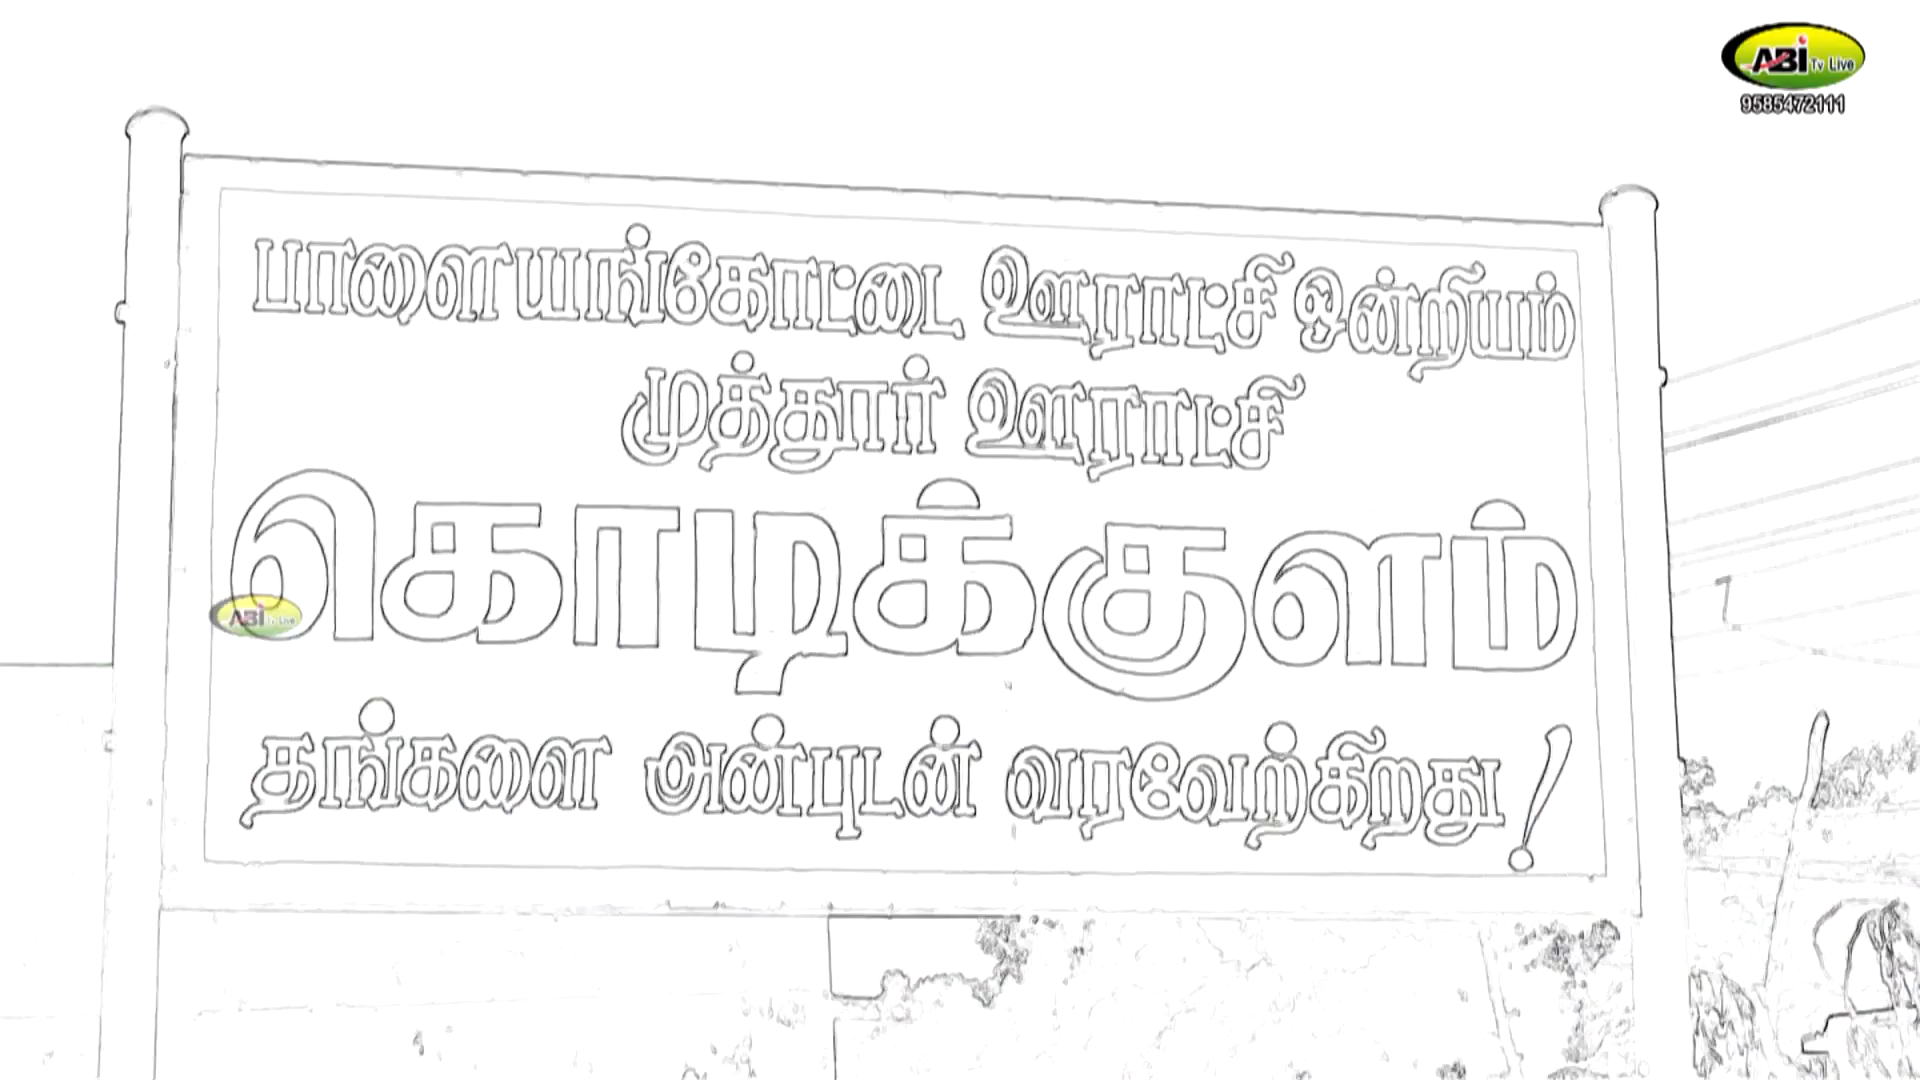 ABi Tv Live
9585472111
பாளையங்கோட்டை ஊராட்சி ஒன்றியம்
முத்தூர் ஊராட்சி
கொடிக்குளம்
ABi Tv Live
தங்களை அன்புடன் வரவேற்கிறது!